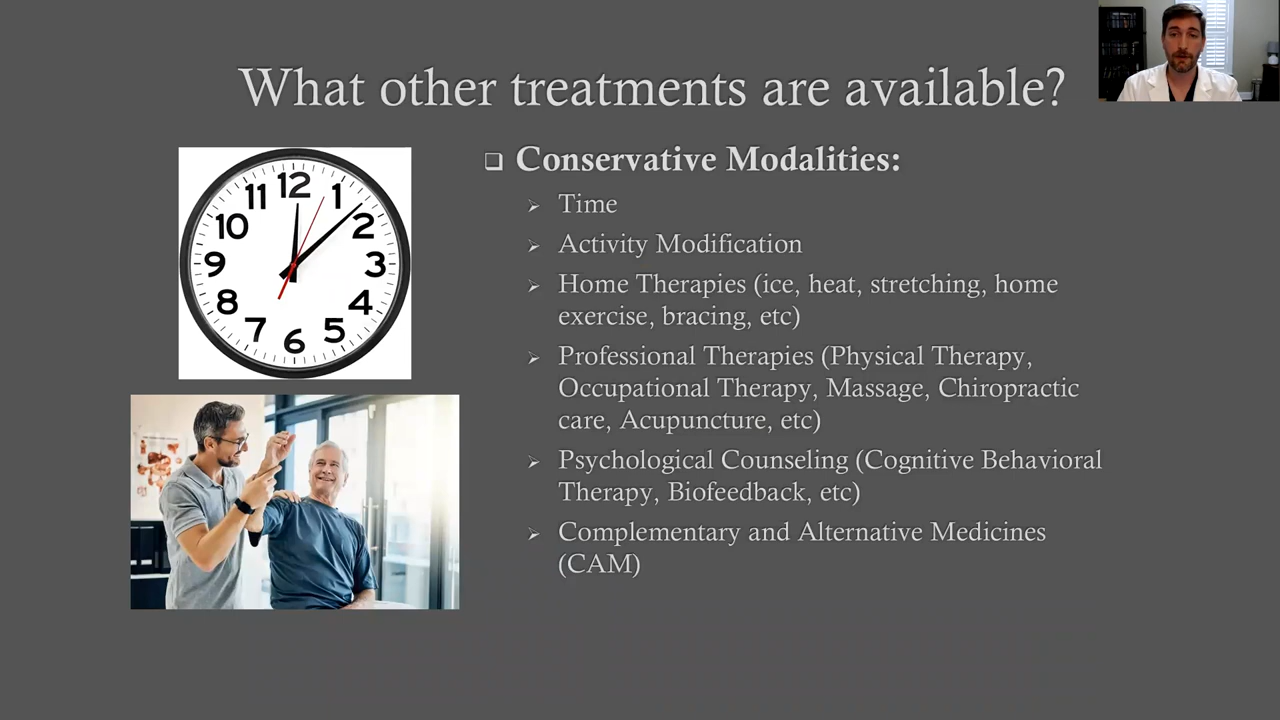 What other treatments are available?
❑ Conservative Modalities:
➢ Time
➢ Activity Modification
➢ Home Therapies (ice, heat, stretching, home
exercise, bracing, etc)
➢ Professional Therapies (Physical Therapy,
Occupational Therapy, Massage, Chiropractic
care, Acupuncture, etc)
➢ Psychological Counseling (Cognitive Behavioral
Therapy, Biofeedback, etc)
➢ Complementary and Alternative Medicines
(CAM)
12
11 1
10 2
9 3
8 4
7 5
6